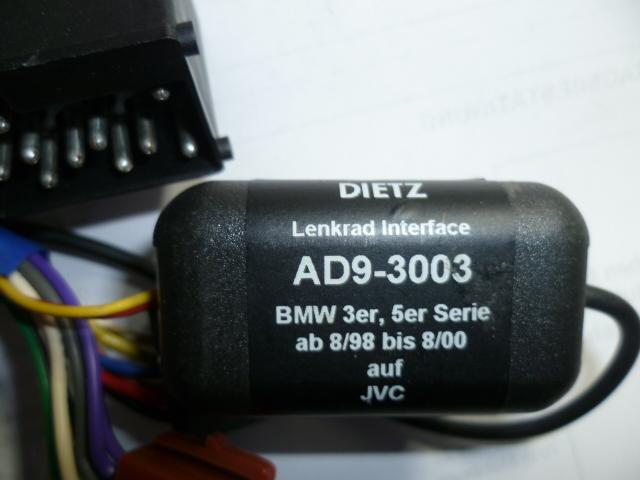 DIETZ
Lenkrad Interface
AD9-3003
BMW 3er, 5er Serie
ab 8/98 bis 8/00
auf
JVC